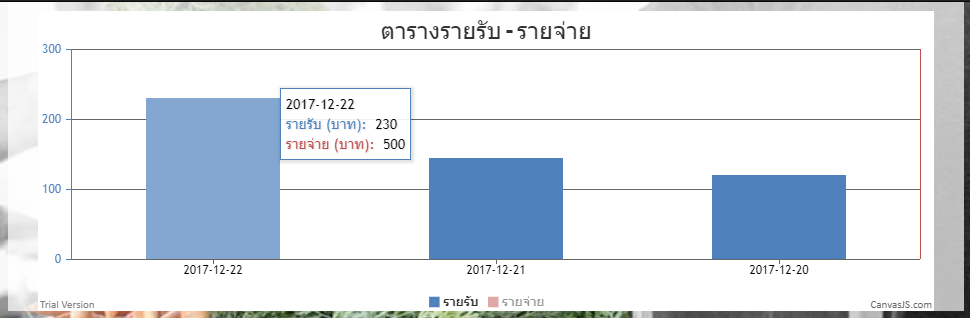 ตารางรายรับ - รายจ่าย
300
200
100
0
2017-12-22
รายรับ (บาท): 230
รายจ่าย (บาท): 500
2017-12-22
2017-12-21
2017-12-20
รายรับ รายจ่าย
Trial Version
CanvasJS.com